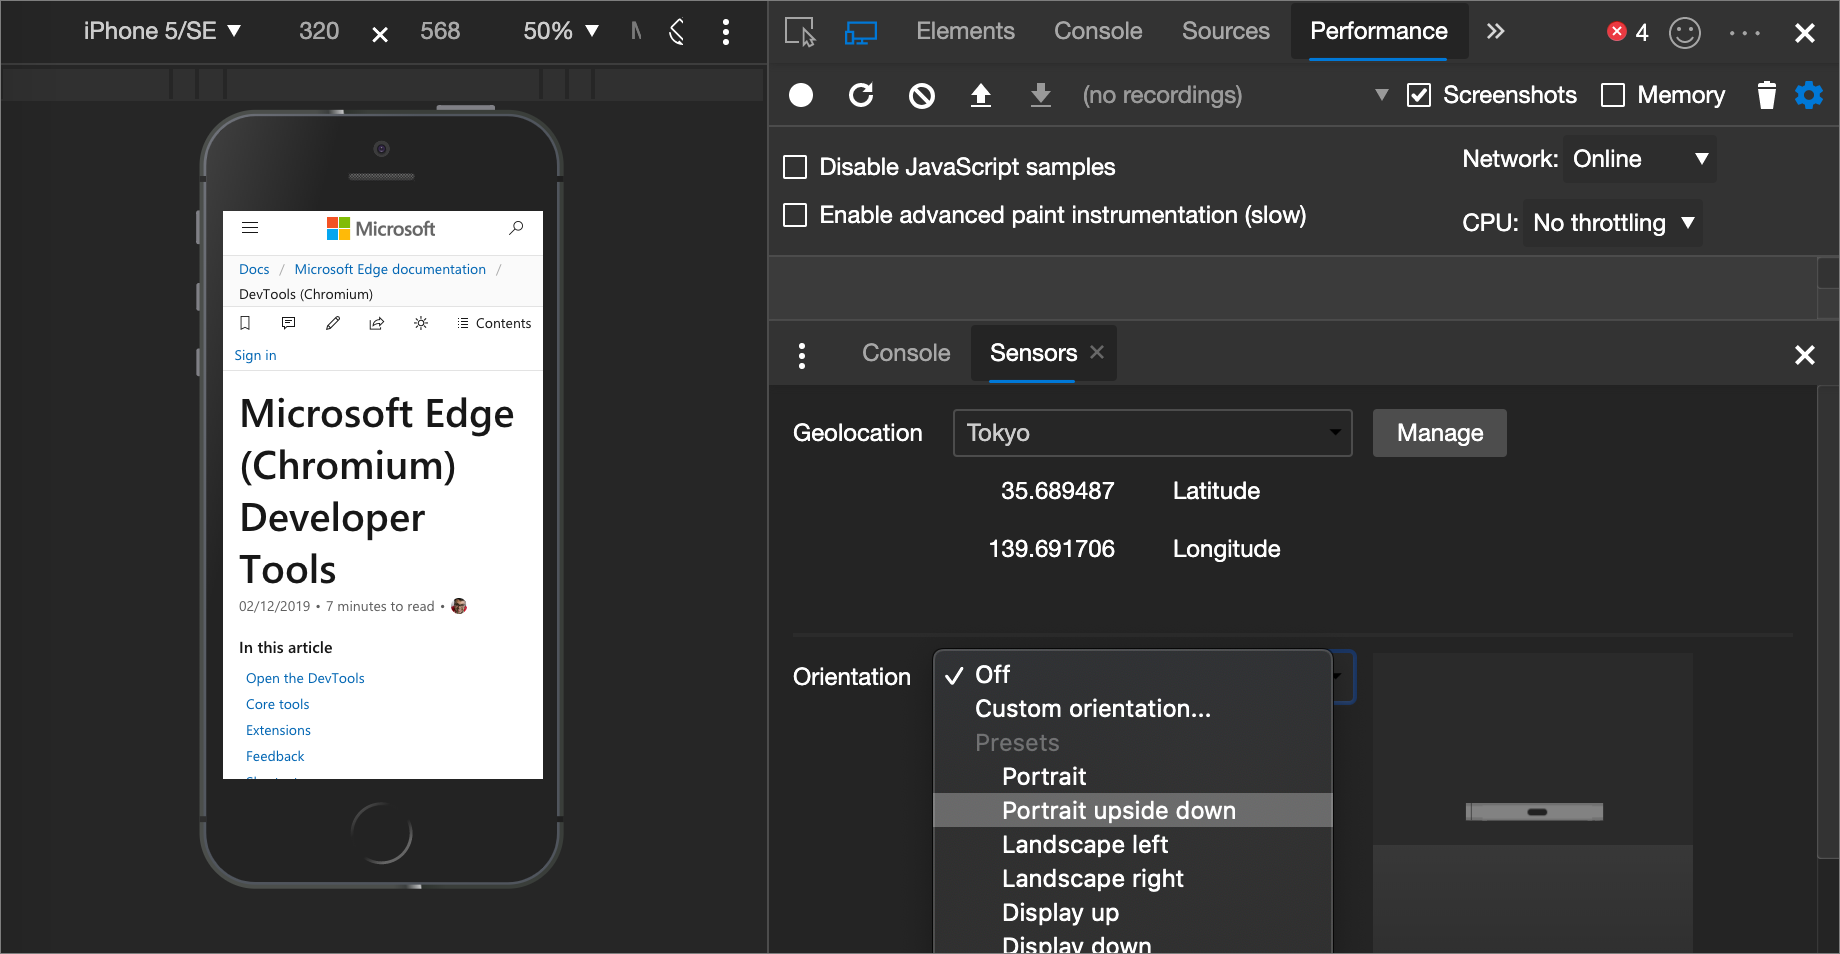 iPhone 5/SE 320 × 568 50%
Microsoft
Docs / Microsoft Edge documentation /
DevTools (Chromium)
Contents
Sign in
Microsoft Edge
(Chromium)
Developer
Tools
02/12/2019 • 7 minutes to read •
In this article
Open the DevTools
Core tools
Extensions
Feedback
Elements Console Sources Performance 4
(no recordings) Screenshots Memory
Disable JavaScript samples
Network: Online
Enable advanced paint instrumentation (slow)
CPU: No throttling
Console Sensors
Geolocation Tokyo Manage
35.689487 Latitude
139.691706 Longitude
Orientation
Off
Custom orientation...
Presets
Portrait
Portrait upside down
Landscape left
Landscape right
Display up
Display down